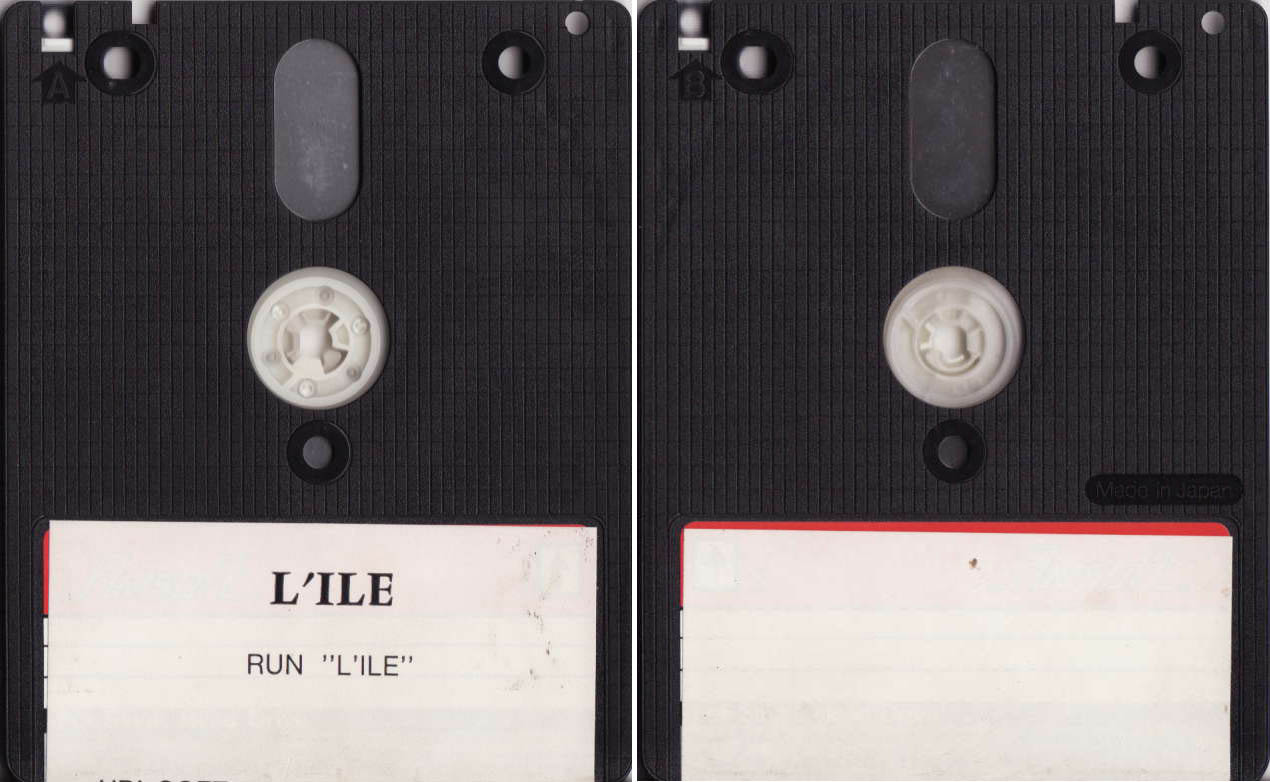 A
L'ILE
RUN "L'ILE"
B
Made in Japan